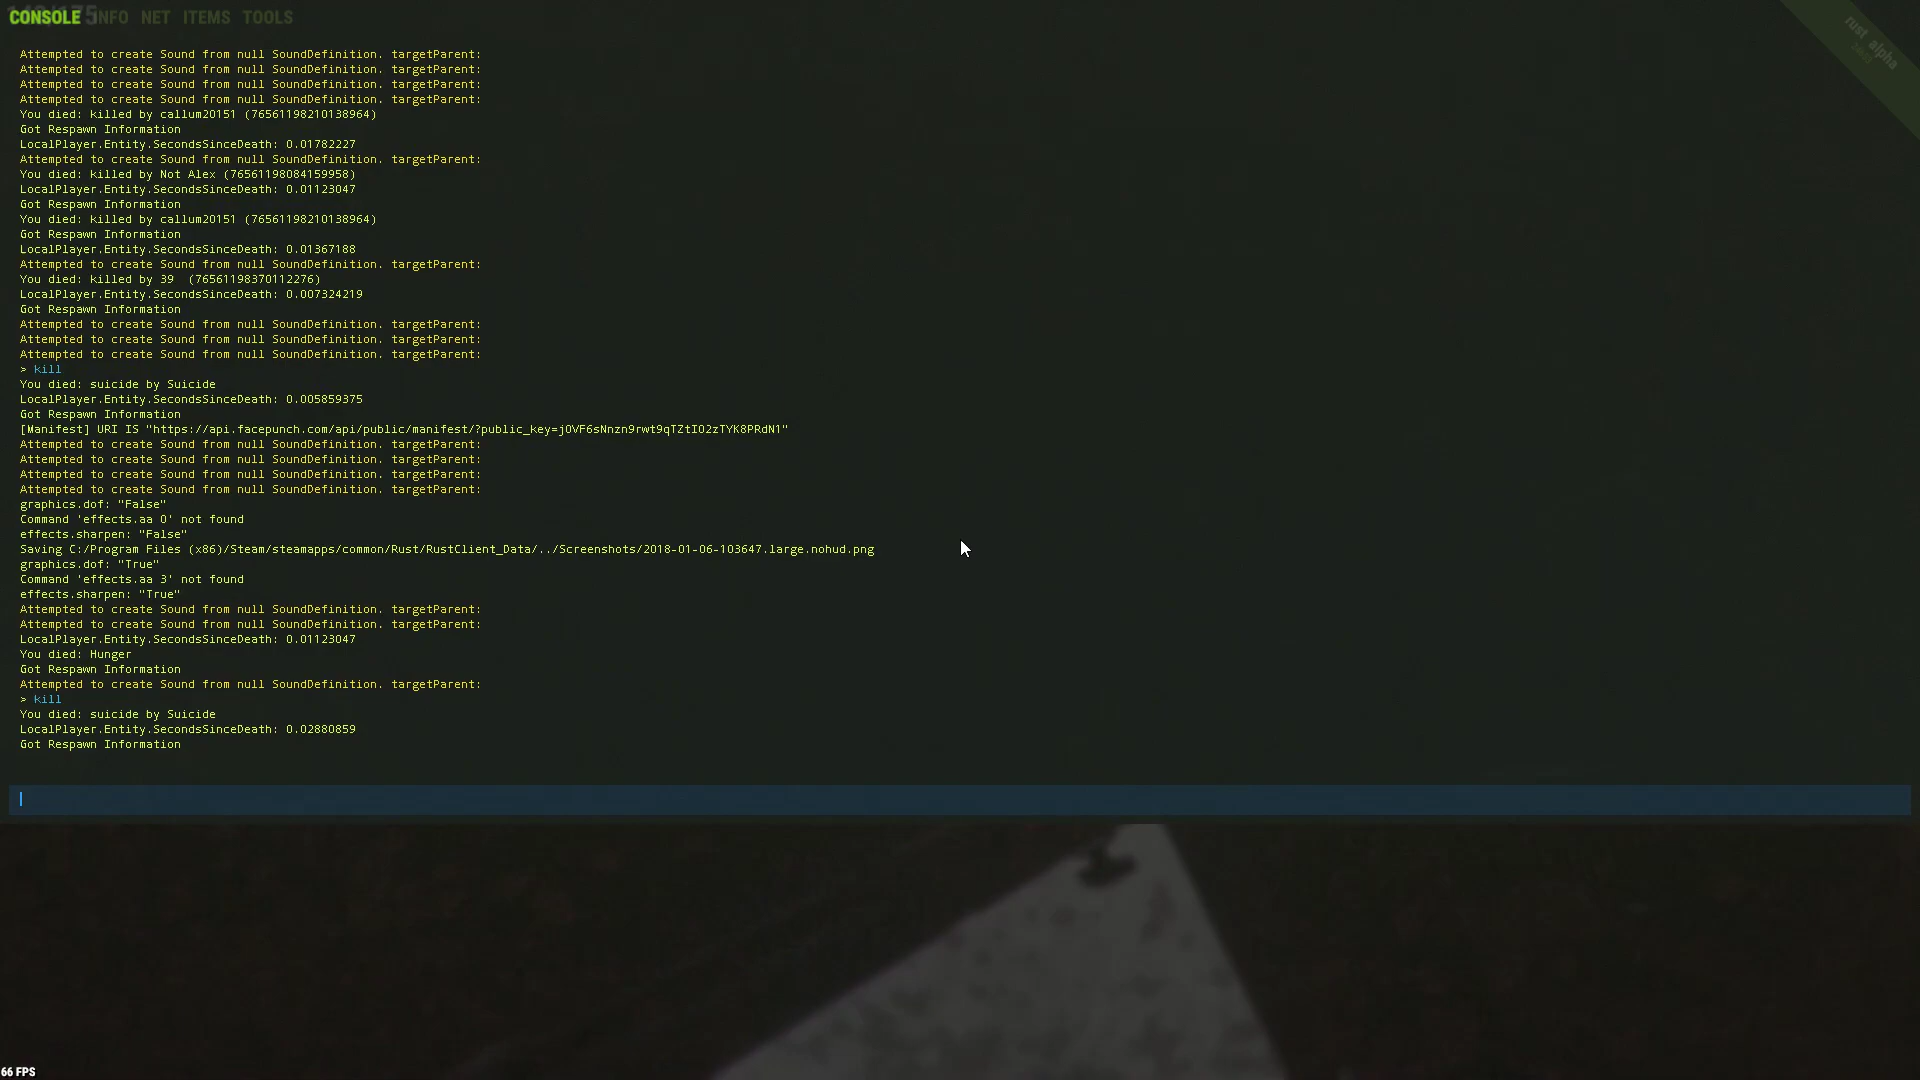 CONSOLE INFO NET ITEMS TOOLS
rust alpha
Attempted to create Sound from null SoundDefinition. targetParent:
Attempted to create Sound from null SoundDefinition. targetParent:
Attempted to create Sound from null SoundDefinition. targetParent:
Attempted to create Sound from null SoundDefinition. targetParent:
You died: killed by callum20151 (76561198210138964)
Got Respawn Information
LocalPlayer.Entity.SecondsSinceDeath: 0.01782227
Attempted to create Sound from null SoundDefinition. targetParent:
You died: killed by Not Alex (76561198084159958)
LocalPlayer.Entity.SecondsSinceDeath: 0.01123047
Got Respawn Information
You died: killed by callum20151 (76561198210138964)
Got Respawn Information
LocalPlayer.Entity.SecondsSinceDeath: 0.01367188
Attempted to create Sound from null SoundDefinition. targetParent:
You died: killed by 39  (76561198370112276)
LocalPlayer.Entity.SecondsSinceDeath: 0.007324219
Got Respawn Information
Attempted to create Sound from null SoundDefinition. targetParent:
Attempted to create Sound from null SoundDefinition. targetParent:
Attempted to create Sound from null SoundDefinition. targetParent:
> kill
You died: suicide by Suicide
LocalPlayer.Entity.SecondsSinceDeath: 0.005859375
Got Respawn Information
[Manifest] URI IS "https://api.facepunch.com/api/public/manifest/?public_key=j0VF6sNnzn9rwt9qTZtIO2zTYK8PRdN1"
Attempted to create Sound from null SoundDefinition. targetParent:
Attempted to create Sound from null SoundDefinition. targetParent:
Attempted to create Sound from null SoundDefinition. targetParent:
Attempted to create Sound from null SoundDefinition. targetParent:
graphics.dof: "False"
Command 'effects.aa 0' not found
effects.sharpen: "False"
Saving C:/Program Files (x86)/Steam/steamapps/common/Rust/RustClient_Data/../Screenshots/2018-01-06-103647.large.nohud.png
graphics.dof: "True"
Command 'effects.aa 3' not found
effects.sharpen: "True"
Attempted to create Sound from null SoundDefinition. targetParent:
Attempted to create Sound from null SoundDefinition. targetParent:
LocalPlayer.Entity.SecondsSinceDeath: 0.01123047
You died: Hunger
Got Respawn Information
Attempted to create Sound from null SoundDefinition. targetParent:
> kill
You died: suicide by Suicide
LocalPlayer.Entity.SecondsSinceDeath: 0.02880859
Got Respawn Information
66 FPS